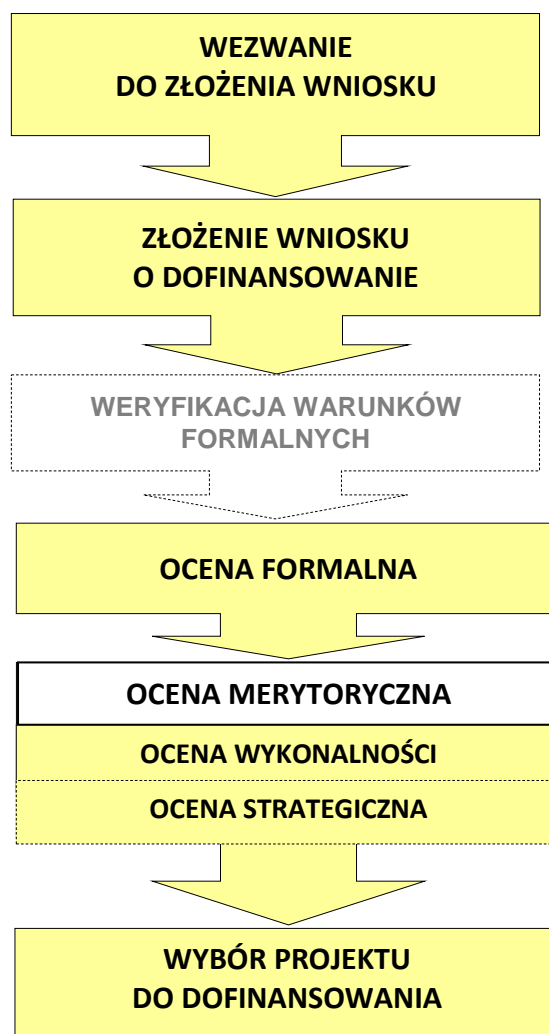 WEZWANIE
DO ZŁOŻENIA WNIOSKU
ZŁOŻENIE WNIOSKU
O DOFINANSOWANIE
WERYFIKACJA WARUNKÓW
FORMALNYCH
OCENA FORMALNA
OCENA MERYTORYCZNA
OCENA WYKONALNOŚCI
OCENA STRATEGICZNA
WYBÓR PROJEKTU
DO DOFINANSOWANIA